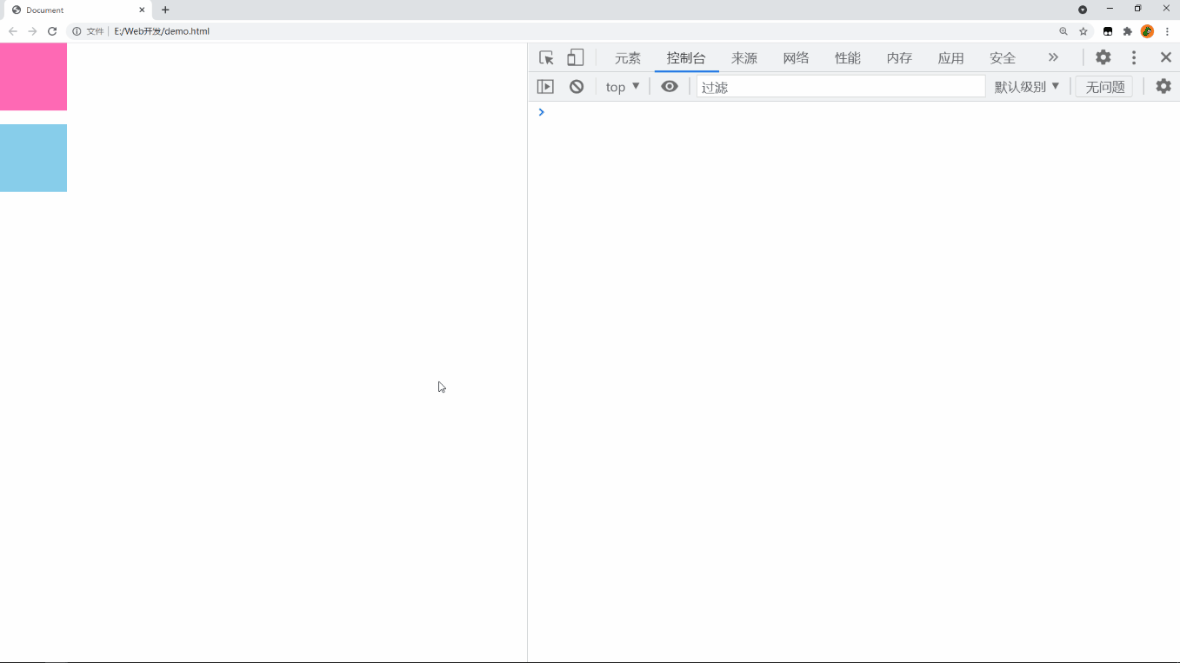 Document
文件 E:/Web开发/demo.html
元素 控制台 来源 网络 性能 内存 应用 安全
top 过滤 默认级别 无问题